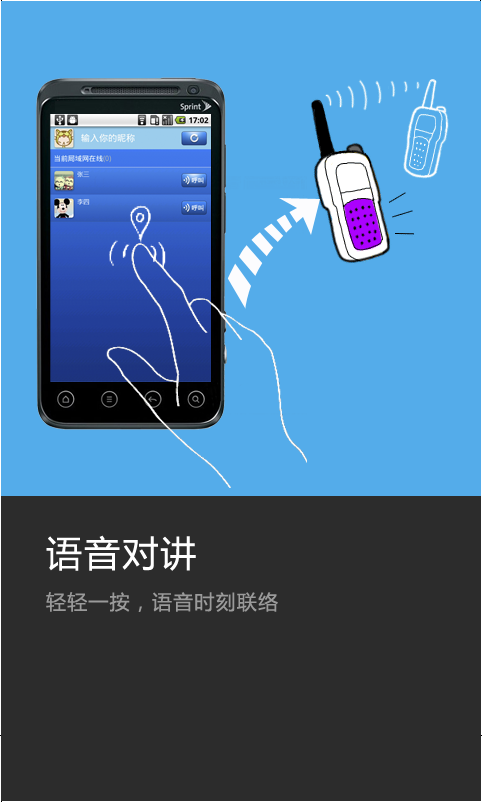 Sprint
17:02
输入你的昵称
当前局域网在线(0)
张三
呼叫
李四
呼叫
语音对讲
轻轻一按，语音时刻联络